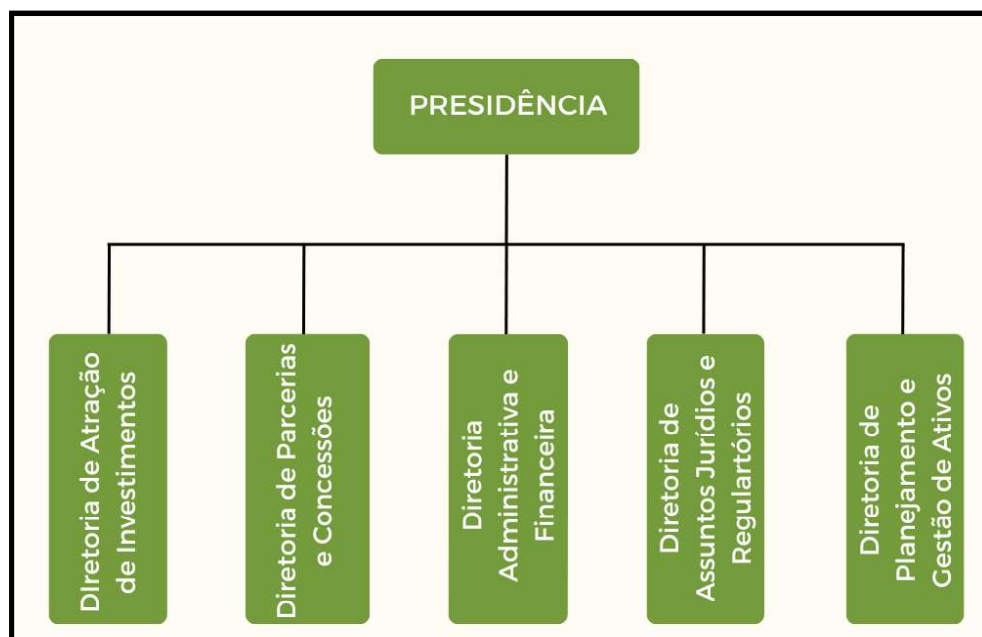 PRESIDÊNCIA
DIretoria de Atração
de Investimentos
Diretoria de Parcerias
e Concessões
Diretoria
Administrativa e
Financeira
Diretoria de
Assuntos Jurídios e
Regulartórios
Diretoria de
Planejamento e
Gestão de Ativos